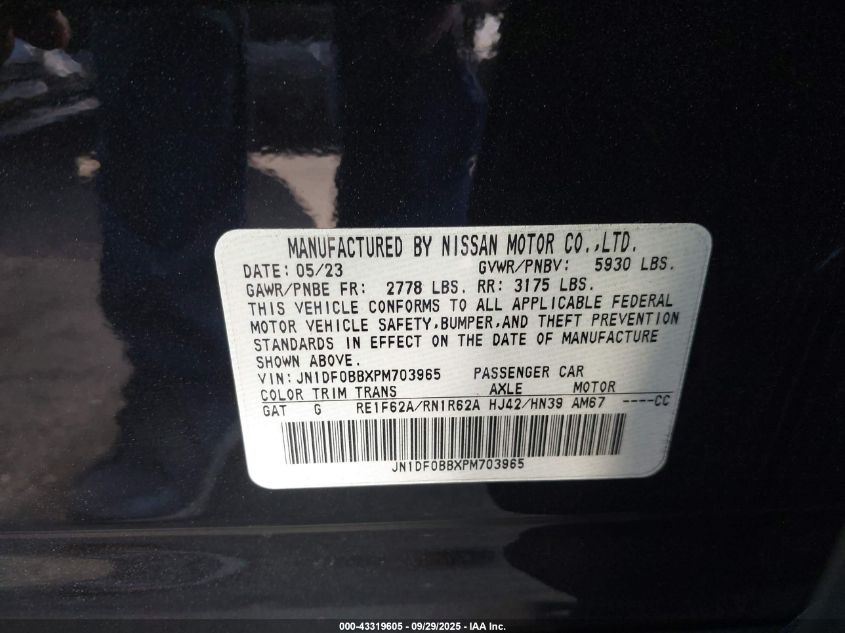 MANUFACTURED BY NISSAN MOTOR CO.,LTD.
DATE: 05/23 GVWR/PNBV: 5930 LBS.
GAWR/PNBE FR: 2778 LBS. RR: 3175 LBS.
THIS VEHICLE CONFORMS TO ALL APPLICABLE FEDERAL
MOTOR VEHICLE SAFETY,BUMPER,AND THEFT PREVENTION
STANDARDS IN EFFECT ON THE DATE OF MANUFACTURE
SHOWN ABOVE.
VIN: JN1DF0BBXPM703965 PASSENGER CAR
COLOR TRIM TRANS AXLE MOTOR
GAT G RE1F62A/RN1R62A HJ42/HN39 AM67 ----CC
JN1DF0BBXPM703965
000-43319605 / 09/29/2025 - IAA Inc.